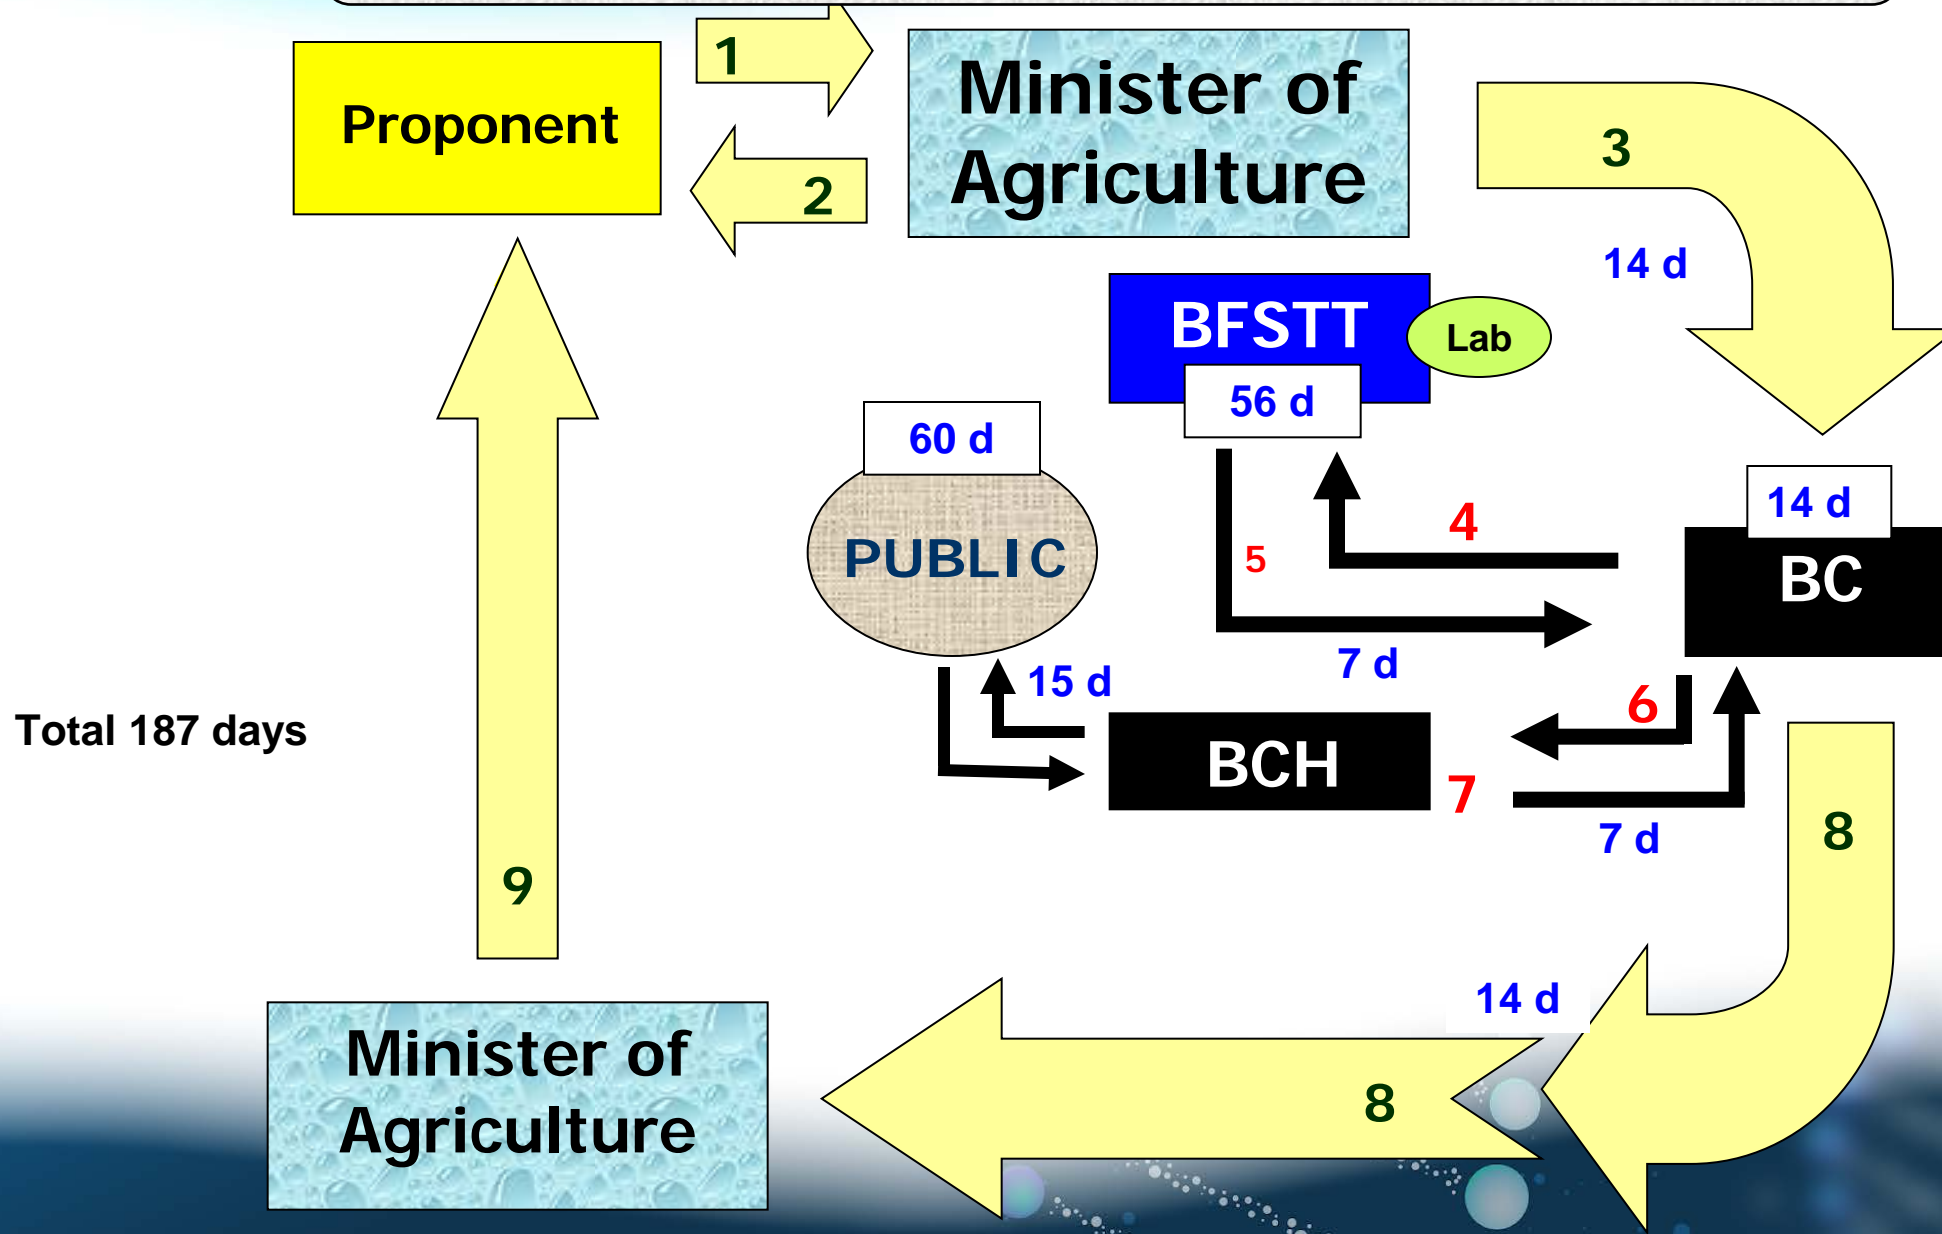 1
Proponent
Minister of
Agriculture
2
3
14 d
BFSTT
Lab
56 d
60 d
14 d
4
PUBLIC
5
BC
7 d
15 d
6
Total 187 days
BCH
7
7 d
8
9
14 d
Minister of
Agriculture
8